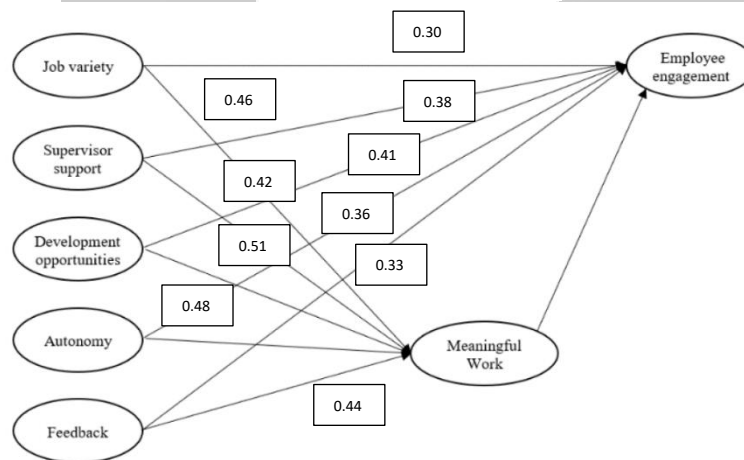 0.30
Job variety
Employee
engagement
0.46
0.38
Supervisor
support
0.41
0.42
0.36
Development
opportunities
0.51
0.33
0.48
Autonomy
Meaningful
Work
0.44
Feedback